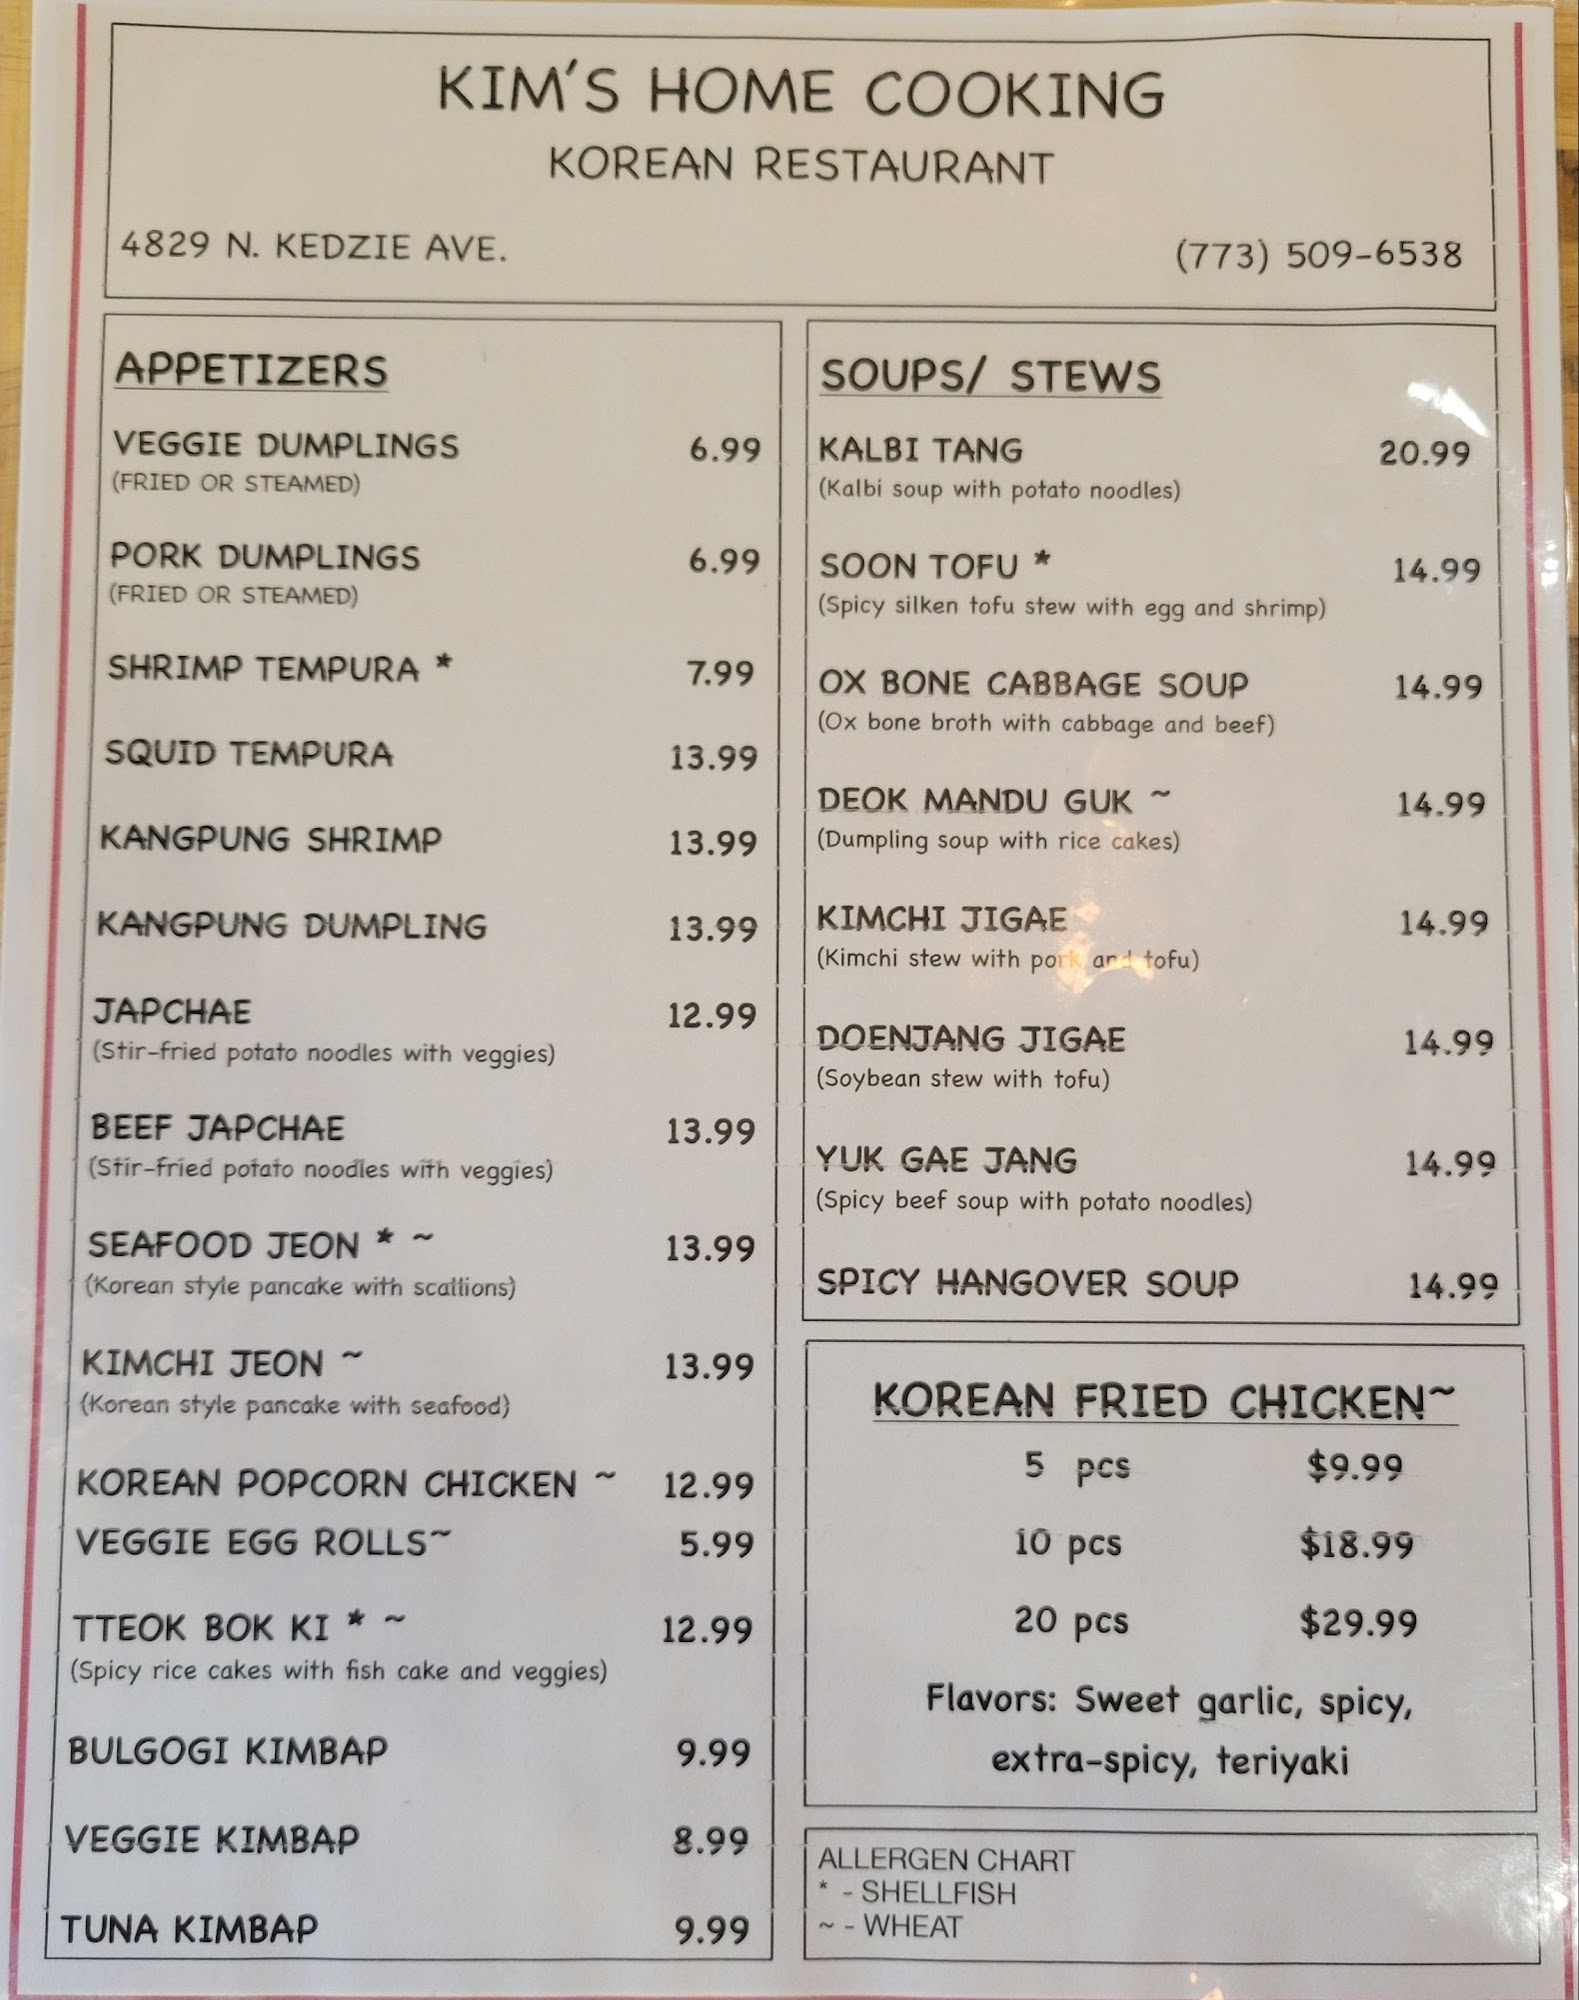 KIM'S HOME COOKING
KOREAN RESTAURANT
4829 N. KEDZIE AVE. (773) 509-6538
APPETIZERS
VEGGIE DUMPLINGS 6.99
(FRIED OR STEAMED)
PORK DUMPLINGS 6.99
(FRIED OR STEAMED)
SHRIMP TEMPURA * 7.99
SQUID TEMPURA 13.99
KANGPUNG SHRIMP 13.99
KANGPUNG DUMPLING 13.99
JAPCHAE 12.99
(Stir-fried potato noodles with veggies)
BEEF JAPCHAE 13.99
(Stir-fried potato noodles with veggies)
SEAFOOD JEON * ~ 13.99
(Korean style pancake with scallions)
KIMCHI JEON ~ 13.99
(Korean style pancake with seafood)
KOREAN POPCORN CHICKEN ~ 12.99
VEGGIE EGG ROLLS~ 5.99
TTEOK BOK KI * ~ 12.99
(Spicy rice cakes with fish cake and veggies)
BULGOGI KIMBAP 9.99
VEGGIE KIMBAP 8.99
TUNA KIMBAP 9.99
SOUPS/ STEWS
KALBI TANG 20.99
(Kalbi soup with potato noodles)
SOON TOFU * 14.99
(Spicy silken tofu stew with egg and shrimp)
OX BONE CABBAGE SOUP 14.99
(Ox bone broth with cabbage and beef)
DEOK MANDU GUK ~ 14.99
(Dumpling soup with rice cakes)
KIMCHI JIGAE 14.99
(Kimchi stew with pork and tofu)
DOENJANG JIGAE 14.99
(Soybean stew with tofu)
YUK GAE JANG 14.99
(Spicy beef soup with potato noodles)
SPICY HANGOVER SOUP 14.99
KOREAN FRIED CHICKEN~
5 pcs $9.99
10 pcs $18.99
20 pcs $29.99
Flavors: Sweet garlic, spicy,
extra-spicy, teriyaki
ALLERGEN CHART
* - SHELLFISH
~ - WHEAT